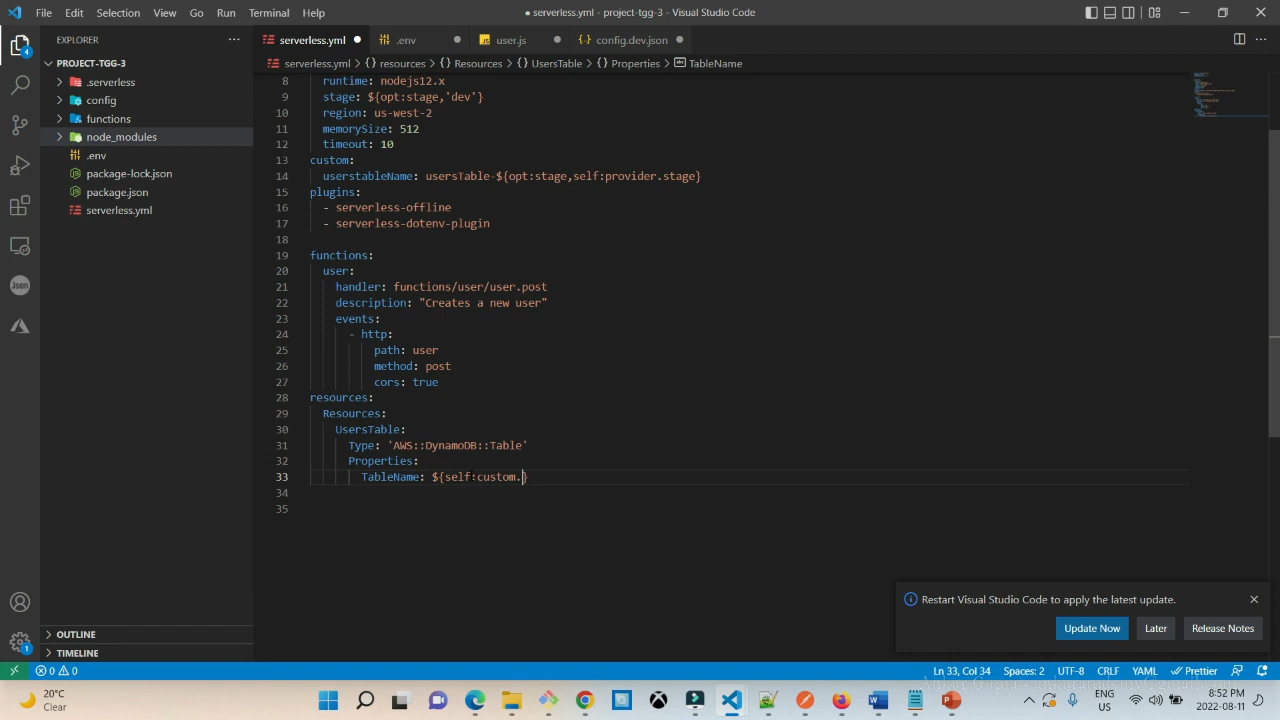 File Edit Selection View Go Run Terminal Help
● serverless.yml - project-tgg-3 - Visual Studio Code
EXPLORER
PROJECT-TGG-3
.serverless
config
functions
node_modules
.env
package-lock.json
package.json
serverless.yml
OUTLINE
TIMELINE
serverless.yml
.env
user.js
config.dev.json
serverless.yml > {} resources > {} Resources > {} UsersTable > {} Properties > TableName
8 runtime: nodejs12.x
9 stage: ${opt:stage,'dev'}
10 region: us-west-2
11 memorySize: 512
12 timeout: 10
13 custom:
14 userstableName: usersTable-${opt:stage,self:provider.stage}
15 plugins:
16 - serverless-offline
17 - serverless-dotenv-plugin
18
19 functions:
20 user:
21 handler: functions/user/user.post
22 description: "Creates a new user"
23 events:
24 - http:
25 path: user
26 method: post
27 cors: true
28 resources:
29 Resources:
30 UsersTable:
31 Type: 'AWS::DynamoDB::Table'
32 Properties:
33 TableName: ${self:custom.}
34
35
Restart Visual Studio Code to apply the latest update.
Update Now Later Release Notes
0 0
Ln 33, Col 34 Spaces: 2 UTF-8 CRLF YAML Prettier
20°C
Clear
ENG
US
8:52 PM
2022-08-11
4
1
Json